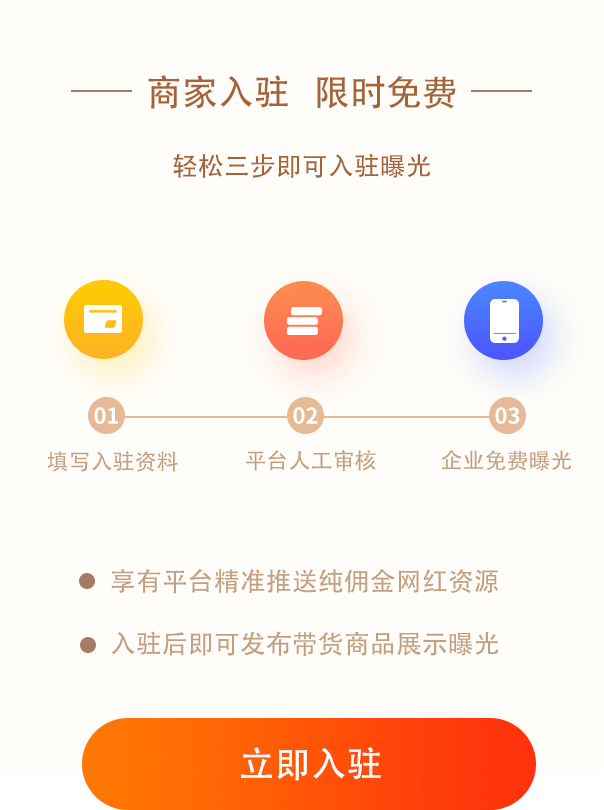 商家入驻 限时免费
轻松三步即可入驻曝光
01 02 03
填写入驻资料 平台人工审核 企业免费曝光
享有平台精准推送纯佣金网红资源
入驻后即可发布带货商品展示曝光
立即入驻